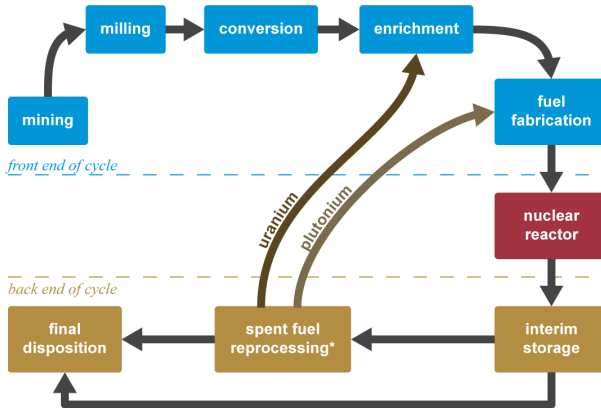 milling
conversion
enrichment
mining
fuel
fabrication
front end of cycle
uranium
plutonium
nuclear
reactor
back end of cycle
final
disposition
spent fuel
reprocessing*
interim
storage